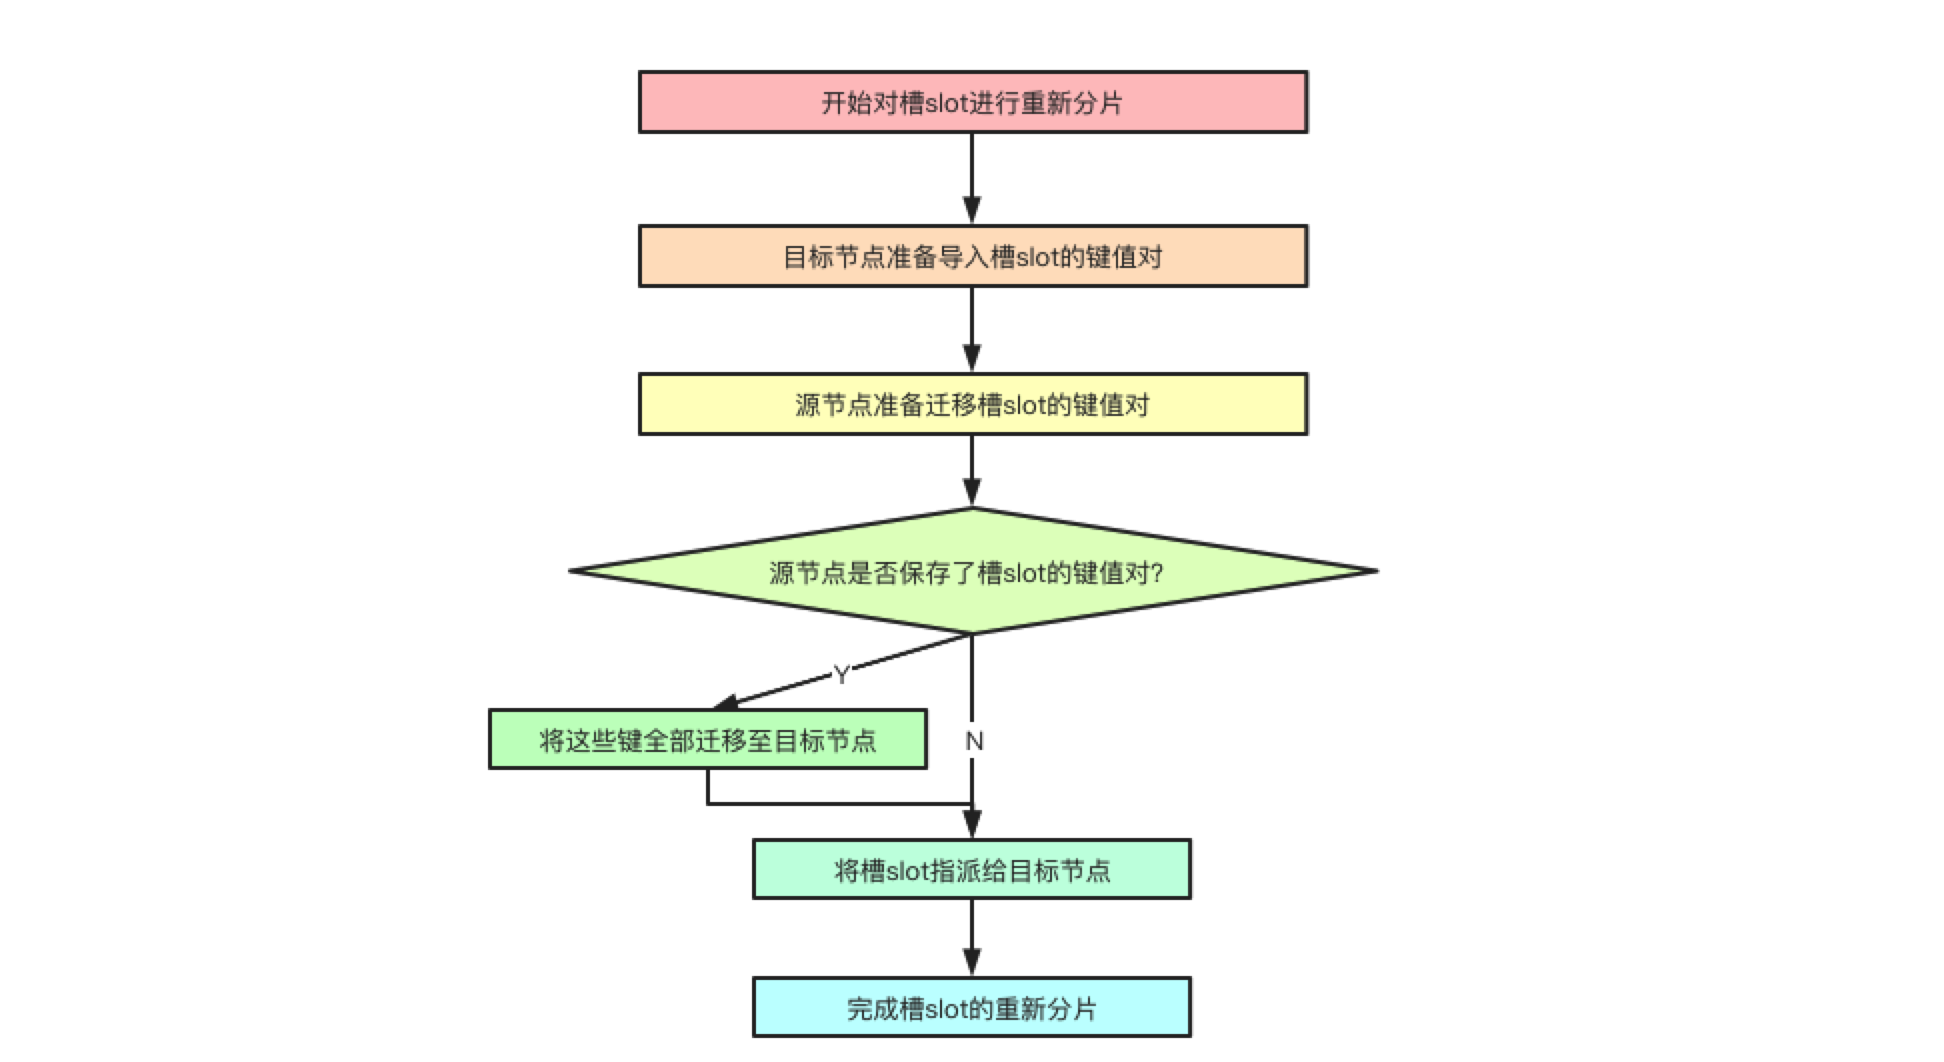 开始对槽slot进行重新分片
目标节点准备导入槽slot的键值对
源节点准备迁移槽slot的键值对
源节点是否保存了槽slot的键值对?
Y
将这些键全部迁移至目标节点
N
将槽slot指派给目标节点
完成槽slot的重新分片